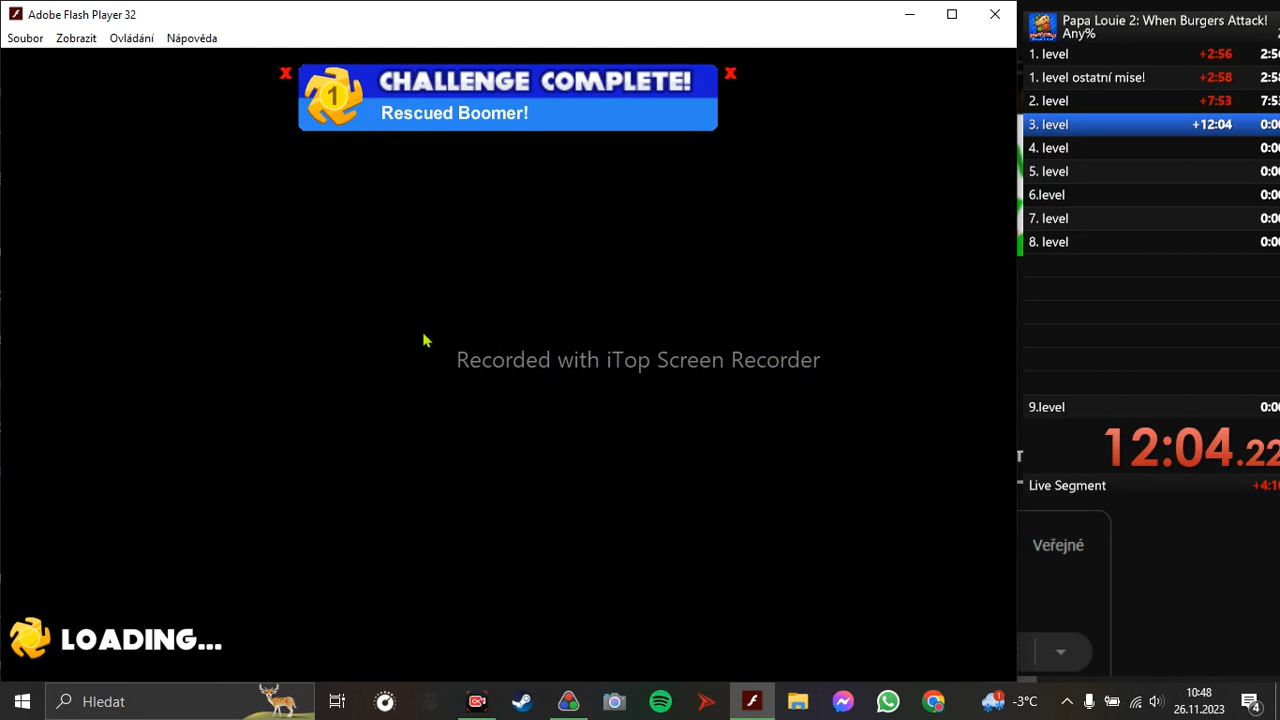 Adobe Flash Player 32
Soubor Zobrazit Ovládání Nápověda
x CHALLENGE COMPLETE! x
1 Rescued Boomer!
Recorded with iTop Screen Recorder
LOADING...
Papa Louie 2: When Burgers Attack!
Any%
1. level +2:56
1. level ostatní mise! +2:58
2. level +7:53
3. level +12:04
4. level
5. level
6.level
7. level
8. level
9.level
12:04.22
Live Segment
Veřejné
Hledat
-3°C
10:48
26.11.2023
1
4